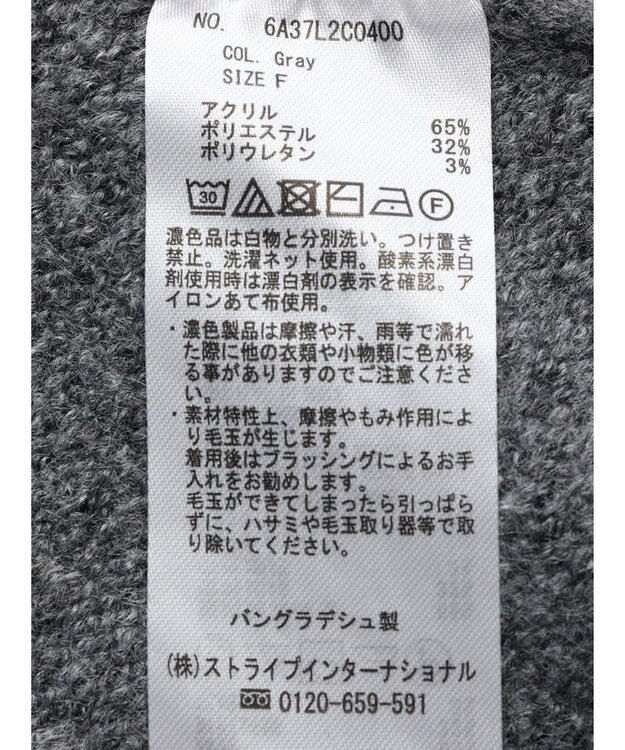 NO. 6A37L2C0400
COL. Gray
SIZE F
アクリル 65%
ポリエステル 32%
ポリウレタン 3%
30 F
濃色品は白物と分別洗い。つけ置き
禁止。洗濯ネット使用。酸素系漂白
剤使用時は漂白剤の表示を確認。ア
イロンあて布使用。
・濃色製品は摩擦や汗、雨等で濡れ
た際に他の衣類や小物類に色が移
る事がありますのでご注意くださ
い。
・素材特性上、摩擦やもみ作用によ
り毛玉が生じます。
着用後はブラッシングによるお手
入れをお勧めします。
毛玉ができてしまったら引っぱら
ずに、ハサミや毛玉取り器等で取
り除いてください。
バングラデシュ製
(株)ストライプインターナショナル
0120-659-591